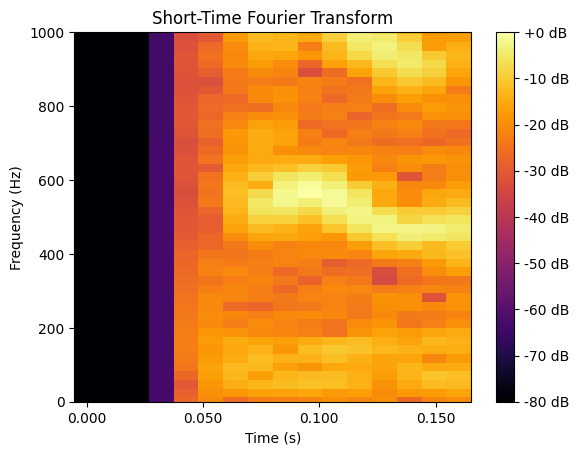 Short-Time Fourier Transform
1000
800
600
400
200
0
Frequency (Hz)
0.000
0.050
0.100
0.150
Time (s)
+0 dB
-10 dB
-20 dB
-30 dB
-40 dB
-50 dB
-60 dB
-70 dB
-80 dB